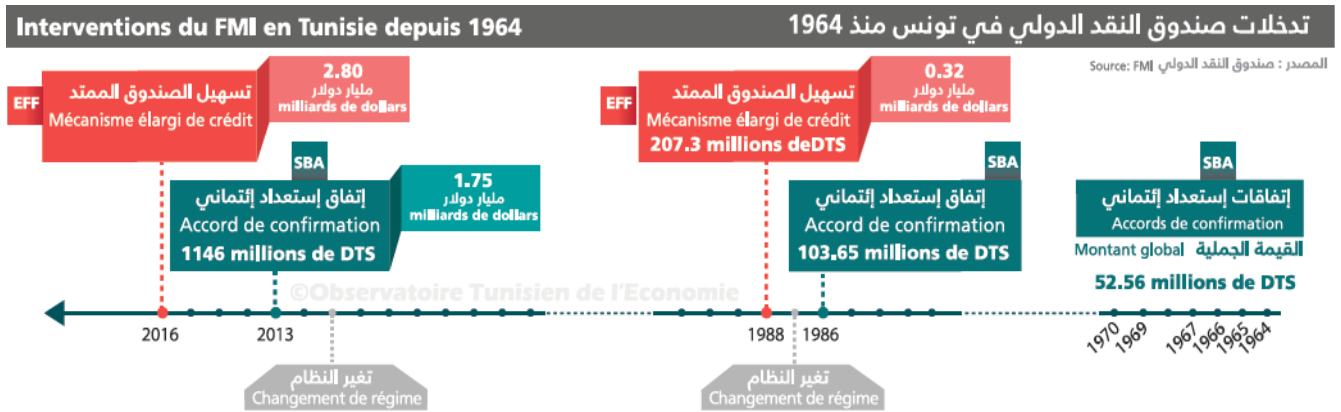 Interventions du FMI en Tunisie depuis 1964
تدخلات صندوق النقد الدولي في تونس منذ 1964
المصدر : صندوق النقد الدولي Source: FMI
EFF
تسهيل الصندوق الممتد
Mécanisme élargi de crédit
2.80
مليار دولار
milliards de dollars
SBA
إتفاق إستعداد إئتماني
Accord de confirmation
1146 millions de DTS
1.75
مليار دولار
milliards de dollars
EFF
تسهيل الصندوق الممتد
Mécanisme élargi de crédit
207.3 millions deDTS
0.32
مليار دولار
milliards de dollars
SBA
إتفاق إستعداد إئتماني
Accord de confirmation
103.65 millions de DTS
SBA
إتفاقات إستعداد إئتماني
Accords de confirmation
Montant global القيمة الجملية
52.56 millions de DTS
©Observatoire Tunisien de l'Economie
2016
2013
1988
1986
1970
1969
1967
1966
1965
1964
تغير النظام
Changement de régime
تغير النظام
Changement de régime